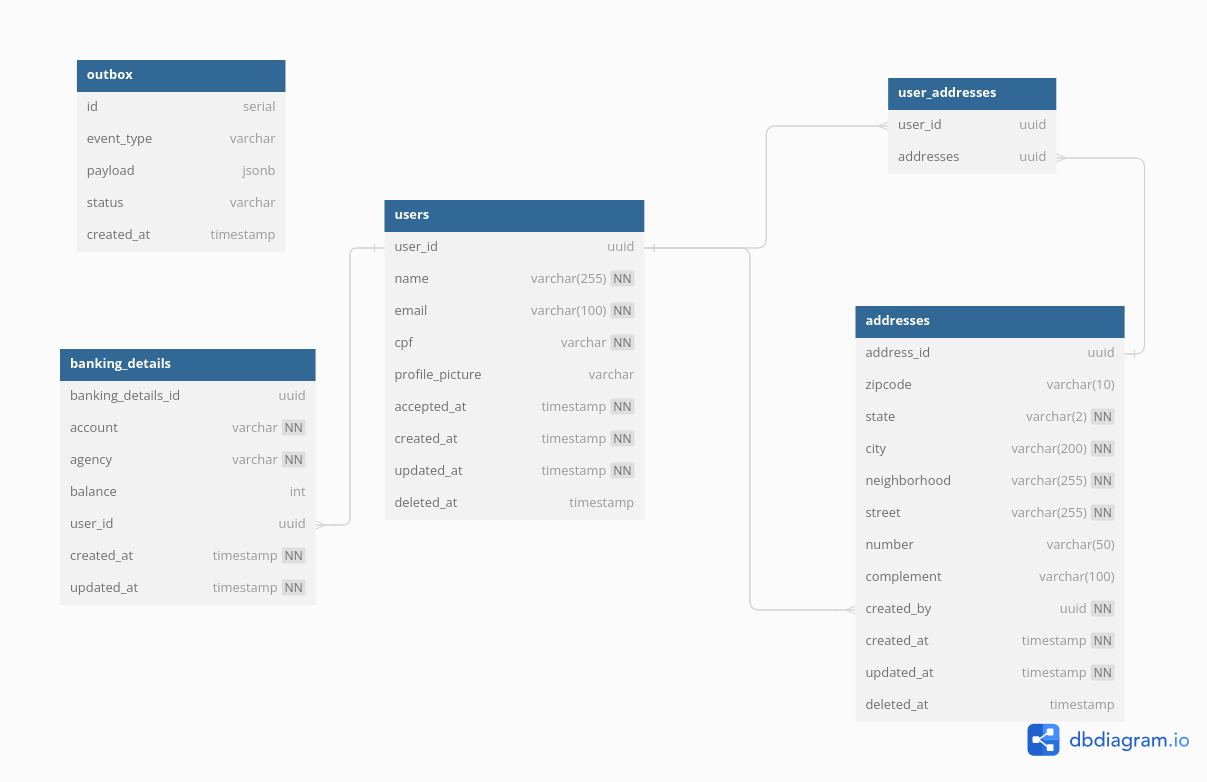 outbox
id serial
event_type varchar
payload jsonb
status varchar
created_at timestamp
user_addresses
user_id uuid
addresses uuid
users
user_id uuid
name varchar(255) NN
email varchar(100) NN
cpf varchar NN
profile_picture varchar
accepted_at timestamp NN
created_at timestamp NN
updated_at timestamp NN
deleted_at timestamp
banking_details
banking_details_id uuid
account varchar NN
agency varchar NN
balance int
user_id uuid
created_at timestamp NN
updated_at timestamp NN
addresses
address_id uuid
zipcode varchar(10)
state varchar(2) NN
city varchar(200) NN
neighborhood varchar(255) NN
street varchar(255) NN
number varchar(50)
complement varchar(100)
created_by uuid NN
created_at timestamp NN
updated_at timestamp NN
deleted_at timestamp
dbdiagram.io